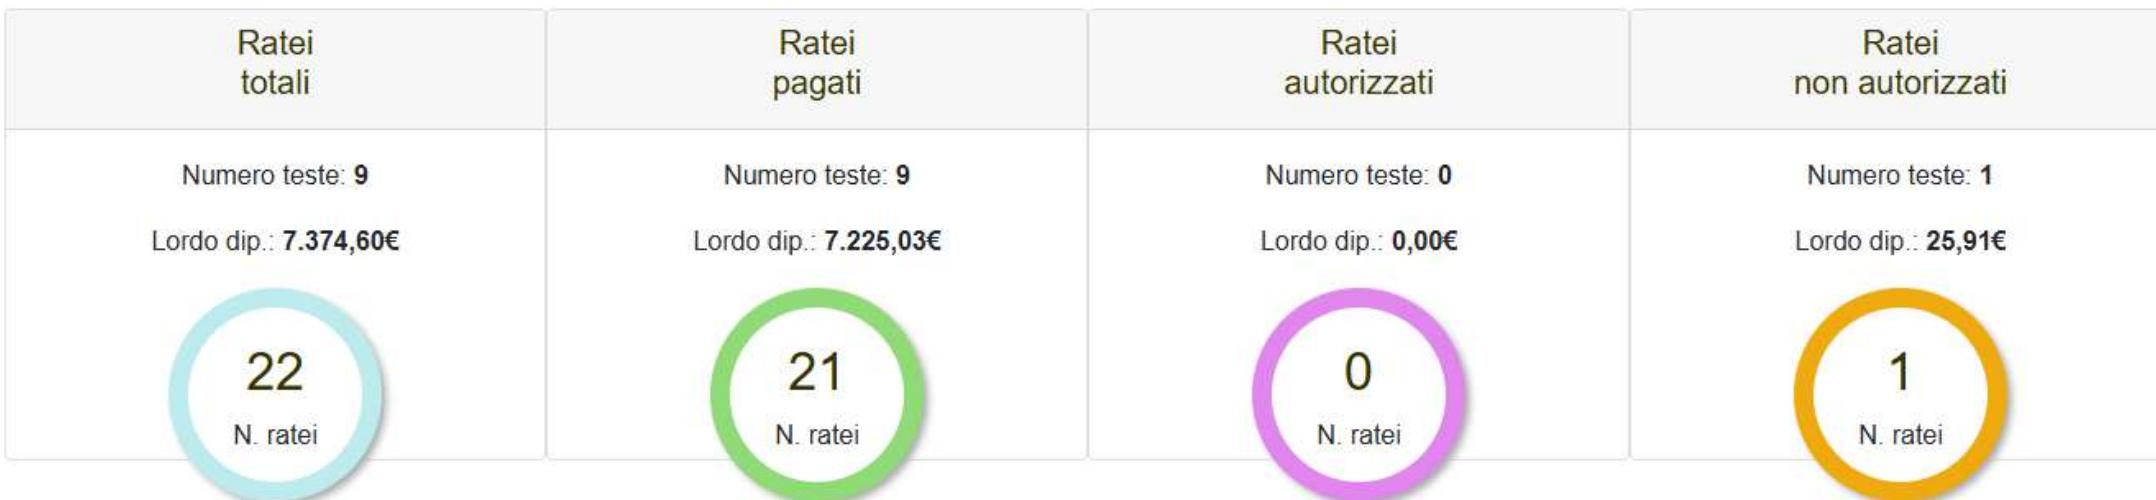 Ratei
totali
Numero teste: 9
Lordo dip.: 7.374,60€
22
N. ratei
Ratei
pagati
Numero teste: 9
Lordo dip.: 7.225,03€
21
N. ratei
Ratei
autorizzati
Numero teste: 0
Lordo dip.: 0,00€
0
N. ratei
Ratei
non autorizzati
Numero teste: 1
Lordo dip.: 25,91€
1
N. ratei